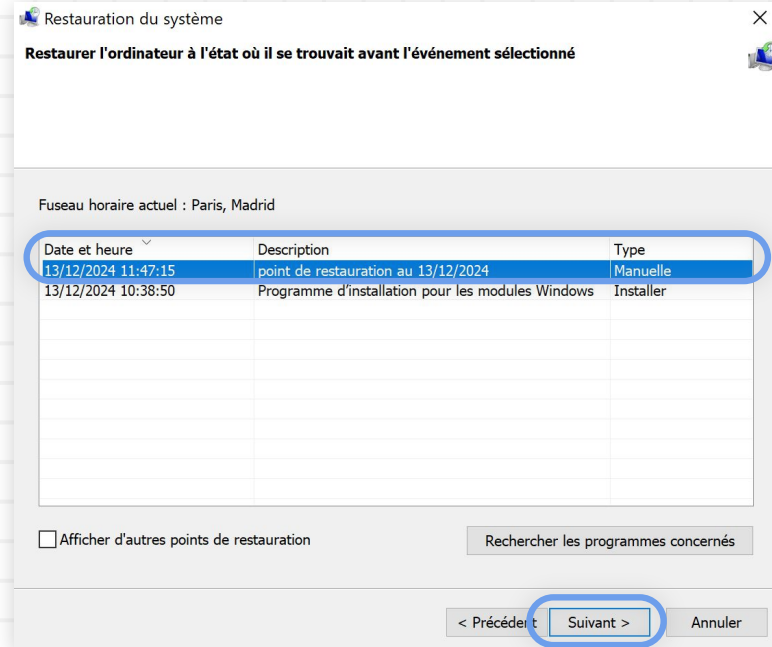 Restauration du système
Restaurer l'ordinateur à l'état où il se trouvait avant l'événement sélectionné
Fuseau horaire actuel : Paris, Madrid
Date et heure Description Type
13/12/2024 11:47:15 point de restauration au 13/12/2024 Manuelle
13/12/2024 10:38:50 Programme d’installation pour les modules Windows Installer
Afficher d'autres points de restauration Rechercher les programmes concernés
< Précédent Suivant > Annuler